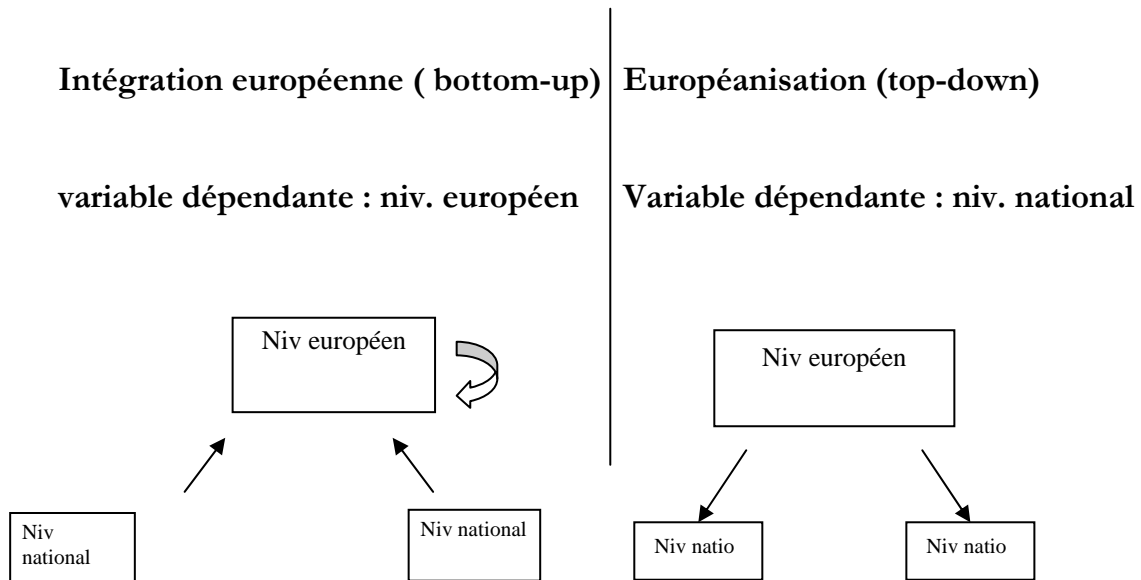 Intégration européenne ( bottom-up)
variable dépendante : niv. européen
Niv européen
Niv
national
Niv national
Européanisation (top-down)
Variable dépendante : niv. national
Niv européen
Niv natio
Niv natio